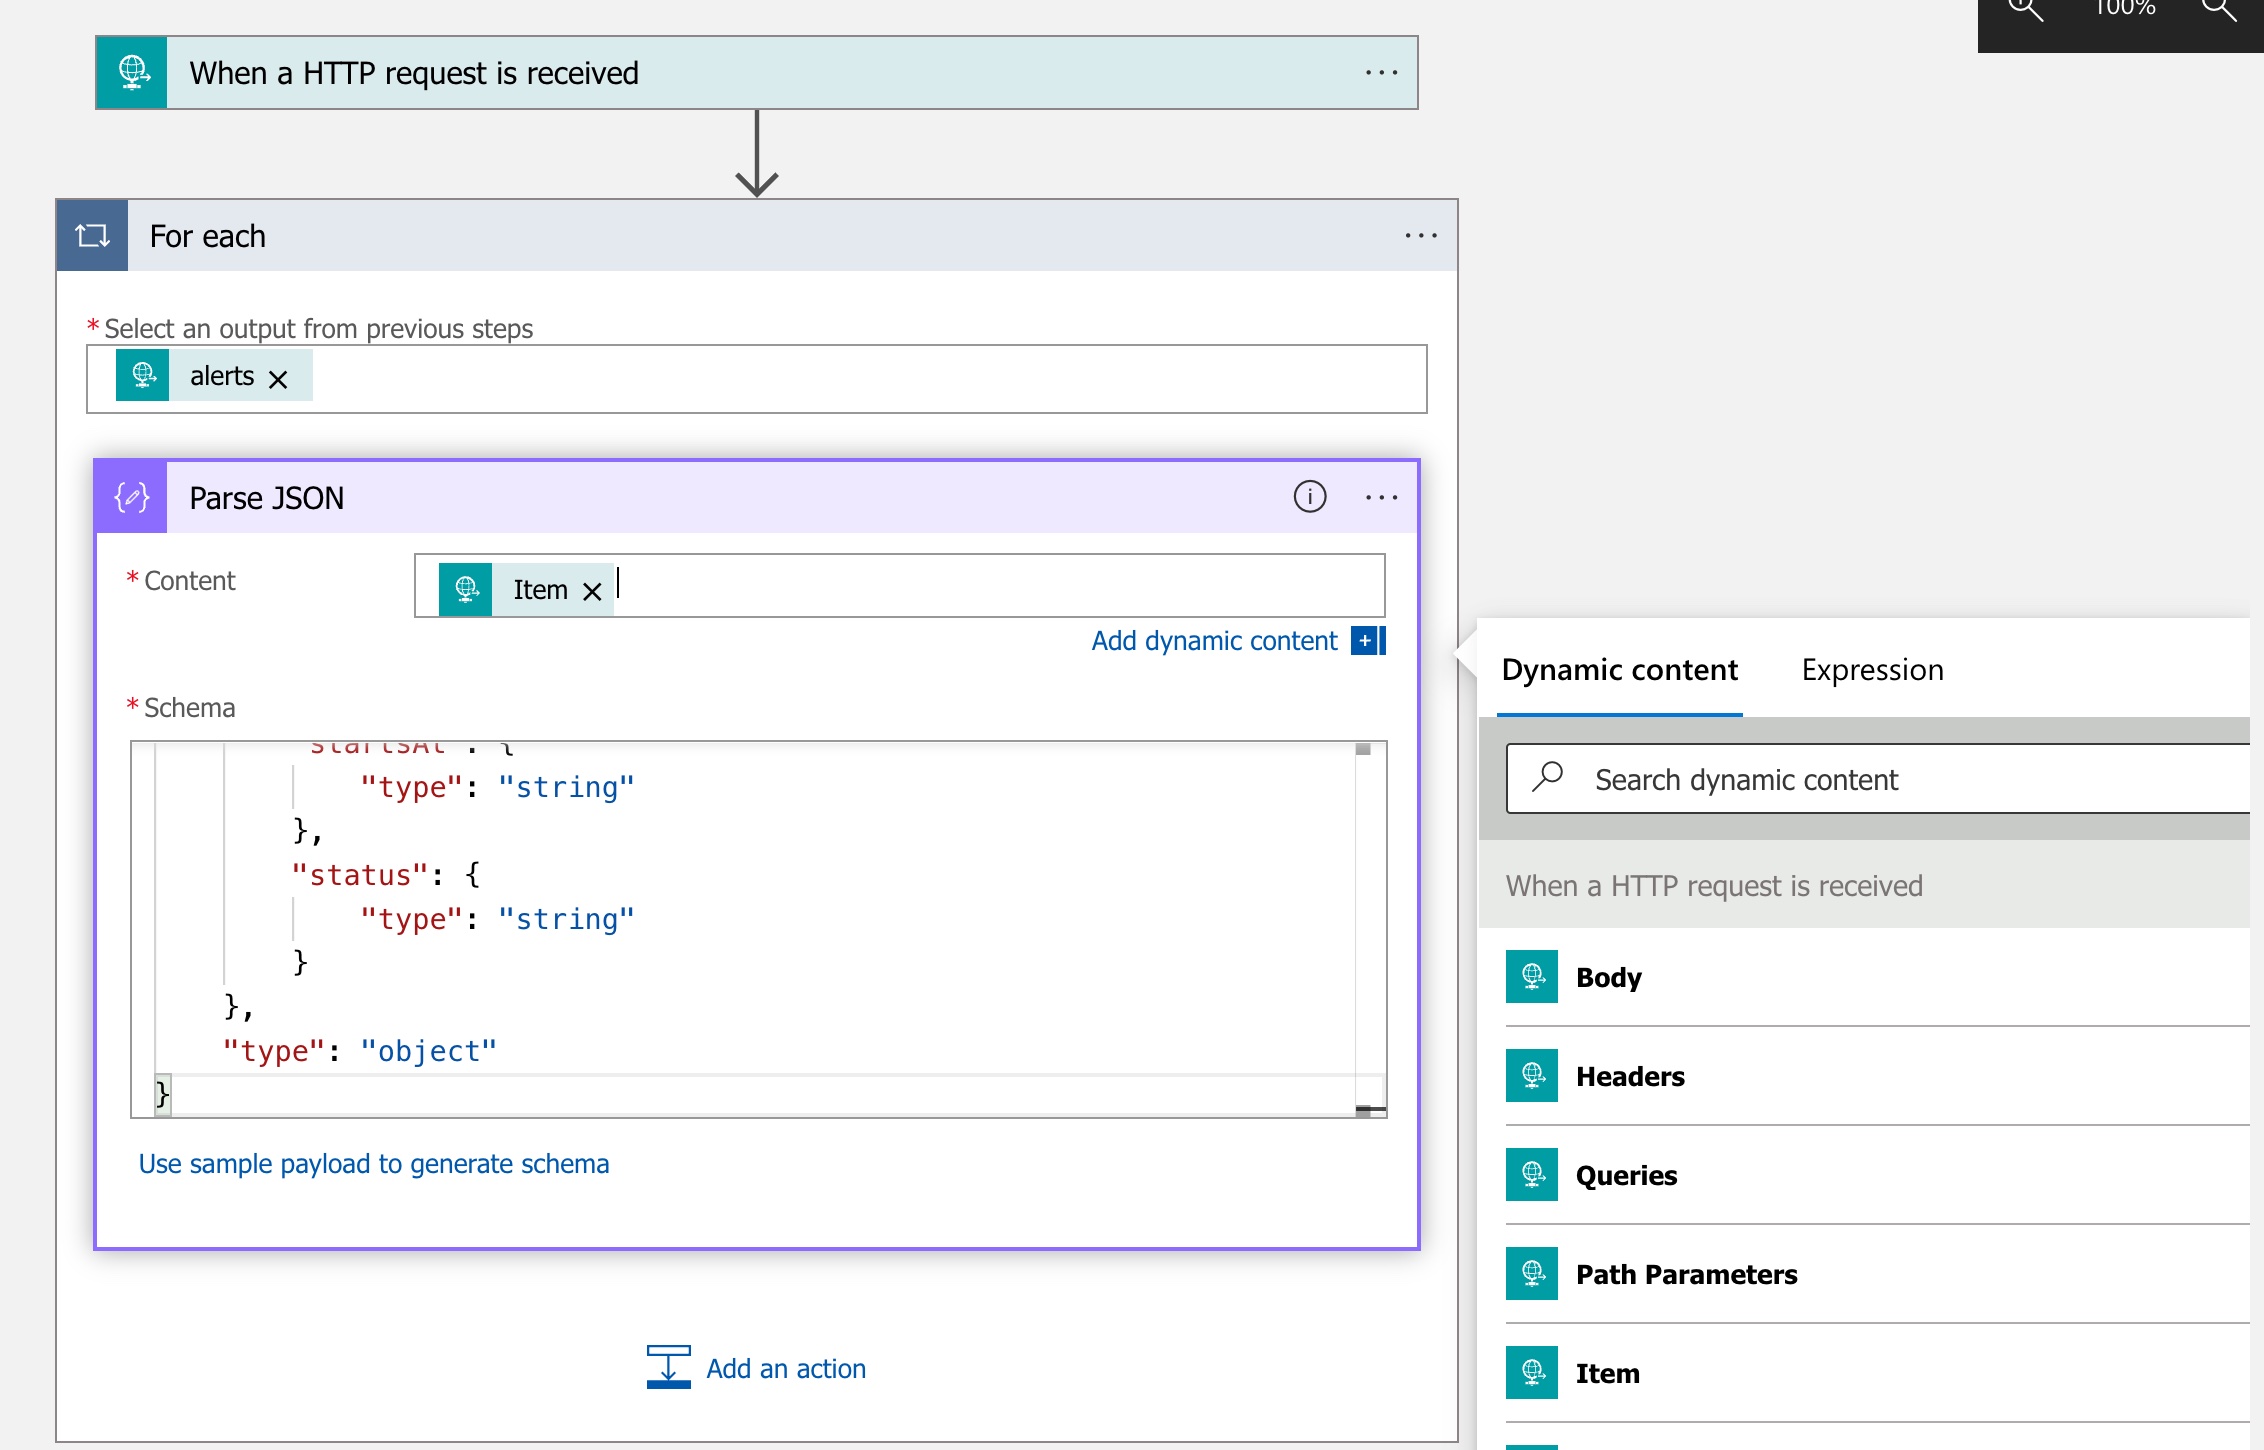 100%
When a HTTP request is received
For each
* Select an output from previous steps
alerts
Parse JSON
* Content
Item
Add dynamic content
* Schema
"type": "string"
},
"status": {
"type": "string"
}
},
"type": "object"
}
Use sample payload to generate schema
Add an action
Dynamic content
Expression
Search dynamic content
When a HTTP request is received
Body
Headers
Queries
Path Parameters
Item